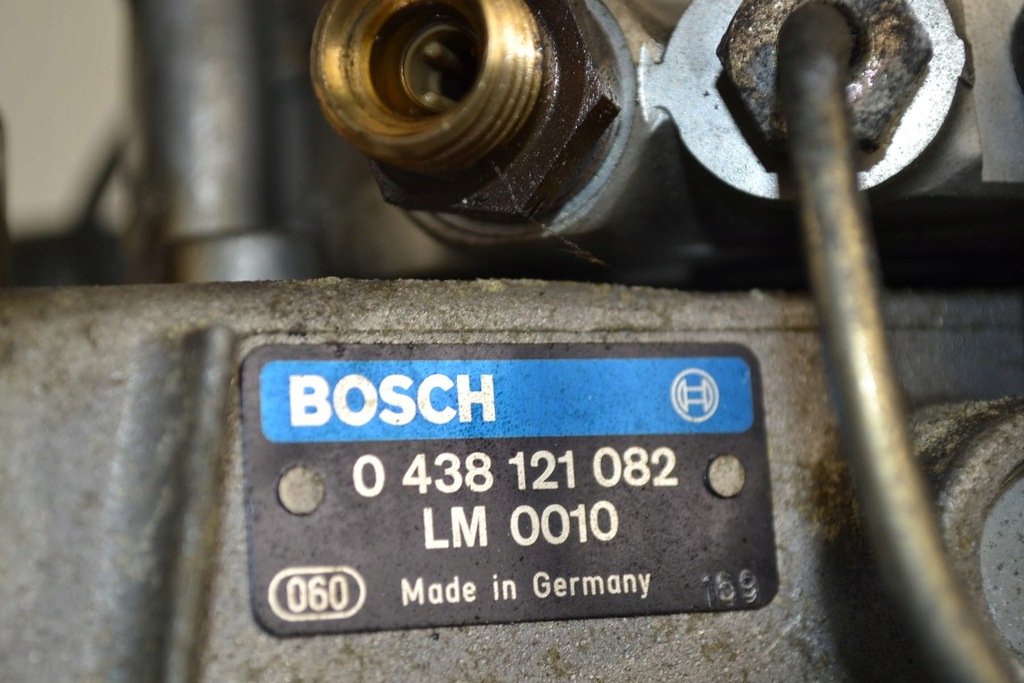 BOSCH
0 438 121 082
LM 0010
060 Made in Germany 169